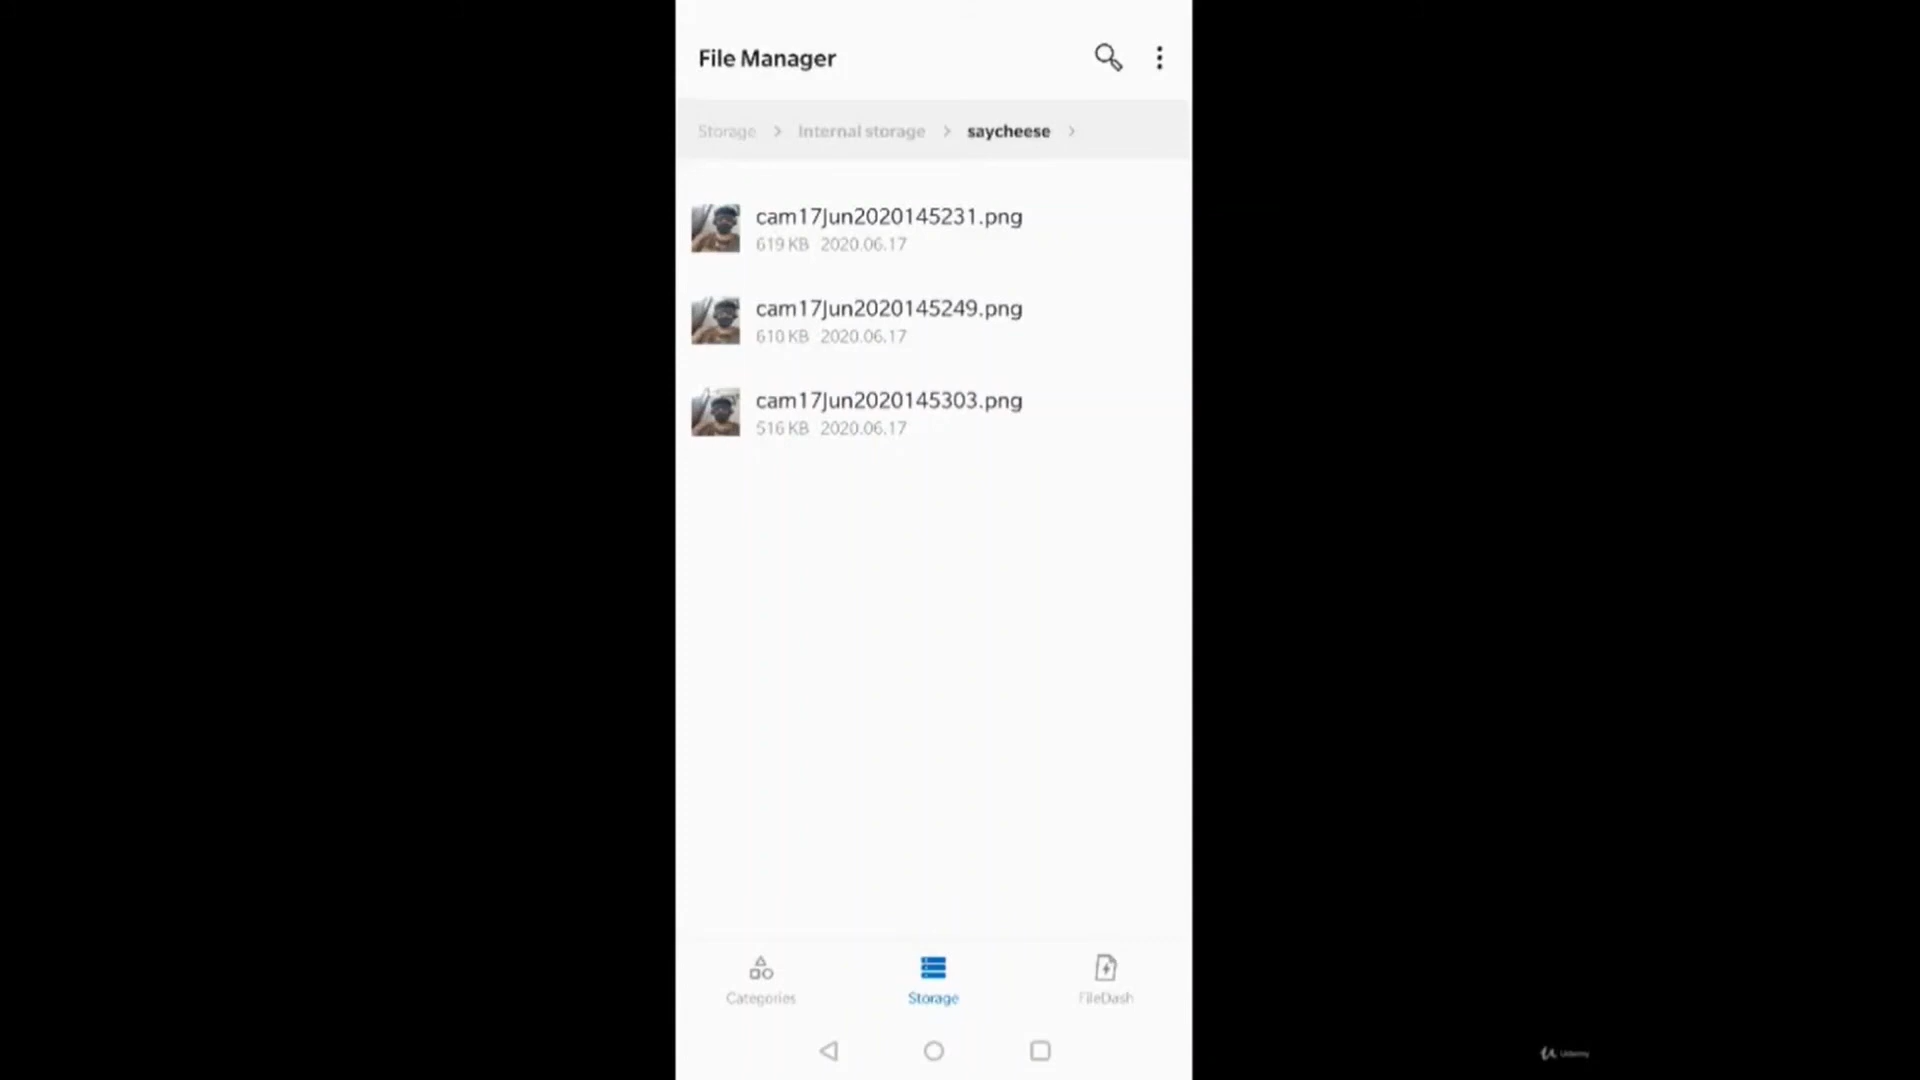 File Manager
Storage > Internal storage > saycheese >
cam17Jun2020145231.png
619 KB 2020.06.17
cam17Jun2020145249.png
610 KB 2020.06.17
cam17Jun2020145303.png
516 KB 2020.06.17
Categories
Storage
FileDash
Udemy